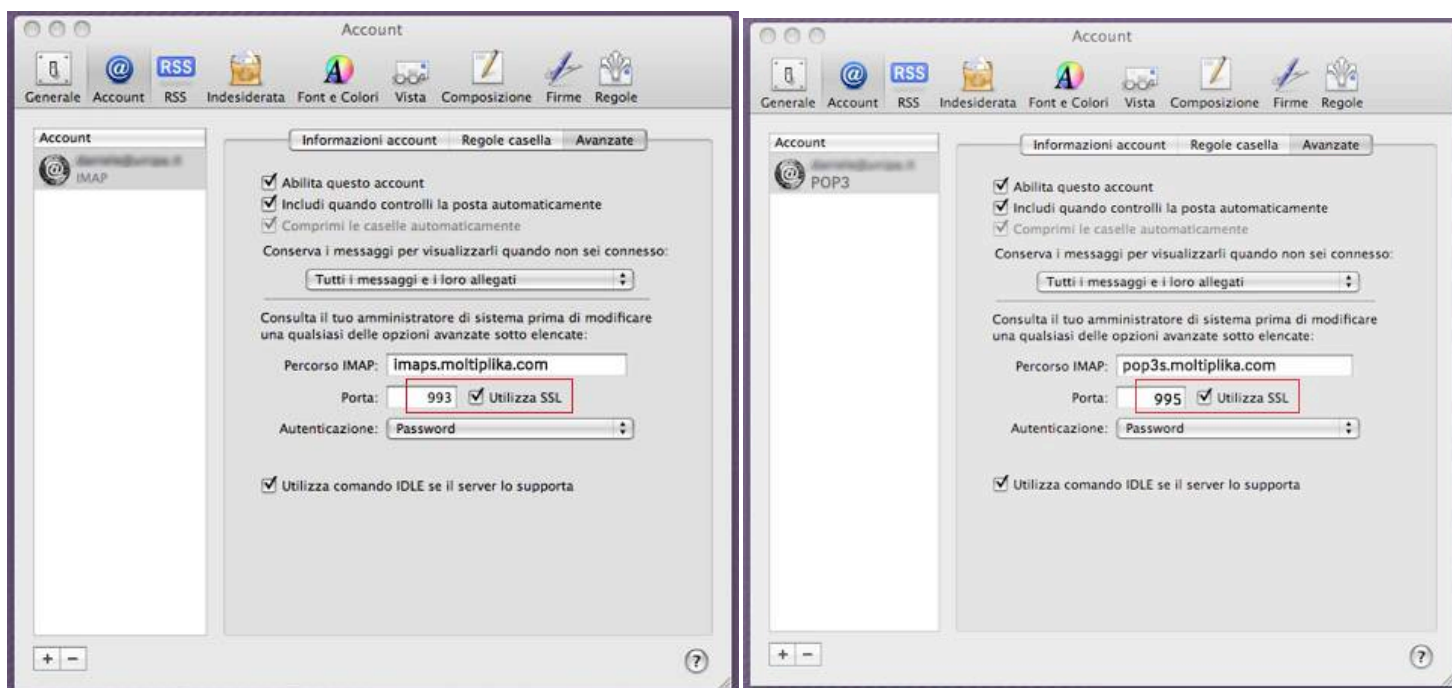 Account
Generale Account RSS Indesiderata Font e Colori Vista Composizione Firme Regole
Account
IMAP
Informazioni account Regole casella Avanzate
Abilita questo account
Includi quando controlli la posta automaticamente
Comprimi le caselle automaticamente
Conserva i messaggi per visualizzarli quando non sei connesso:
Tutti i messaggi e i loro allegati
Consulta il tuo amministratore di sistema prima di modificare
una qualsiasi delle opzioni avanzate sotto elencate:
Percorso IMAP: imaps.moltiplika.com
Porta: 993 Utilizza SSL
Autenticazione: Password
Utilizza comando IDLE se il server lo supporta
+ − ?
Account
Generale Account RSS Indesiderata Font e Colori Vista Composizione Firme Regole
Account
POP3
Informazioni account Regole casella Avanzate
Abilita questo account
Includi quando controlli la posta automaticamente
Comprimi le caselle automaticamente
Conserva i messaggi per visualizzarli quando non sei connesso:
Tutti i messaggi e i loro allegati
Consulta il tuo amministratore di sistema prima di modificare
una qualsiasi delle opzioni avanzate sotto elencate:
Percorso IMAP: pop3s.moltiplika.com
Porta: 995 Utilizza SSL
Autenticazione: Password
Utilizza comando IDLE se il server lo supporta
+ − ?